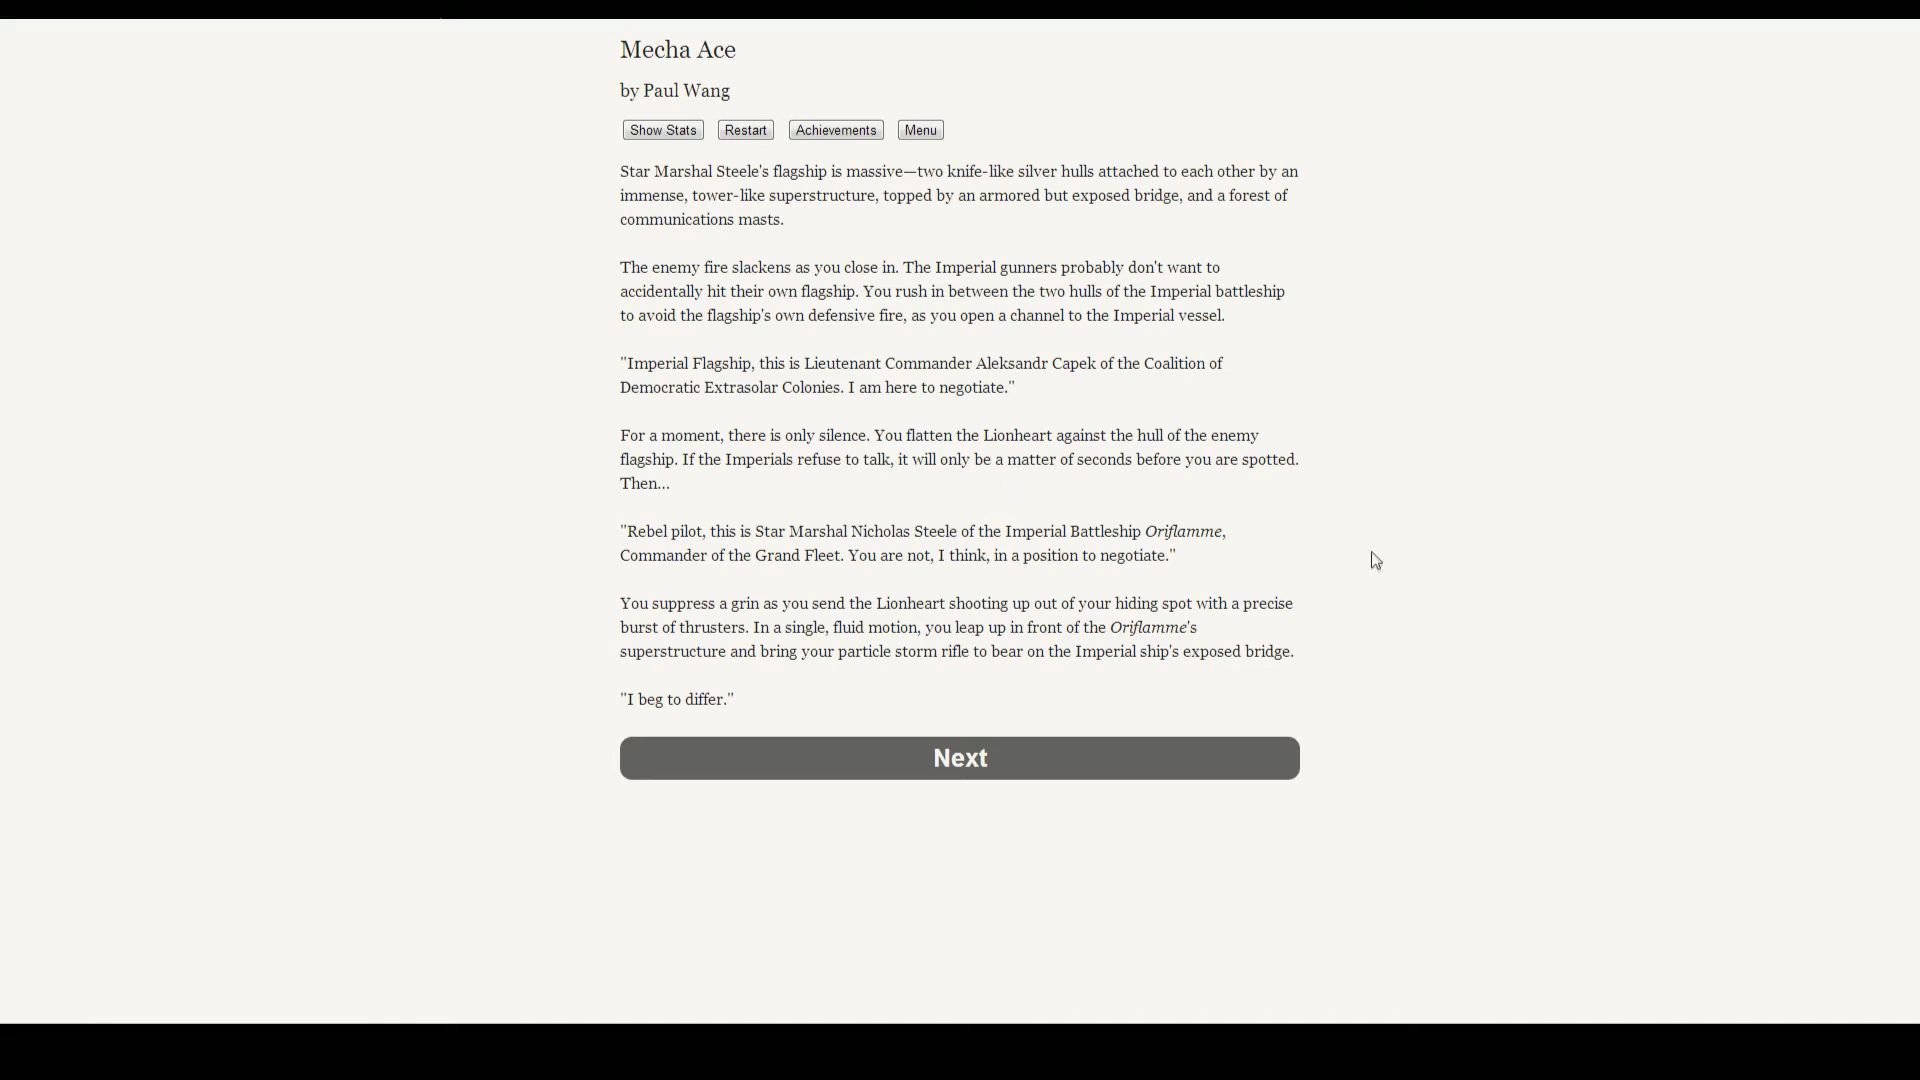 Mecha Ace
by Paul Wang
Show Stats Restart Achievements Menu
Star Marshal Steele's flagship is massive—two knife-like silver hulls attached to each other by an
immense, tower-like superstructure, topped by an armored but exposed bridge, and a forest of
communications masts.
The enemy fire slackens as you close in. The Imperial gunners probably don't want to
accidentally hit their own flagship. You rush in between the two hulls of the Imperial battleship
to avoid the flagship's own defensive fire, as you open a channel to the Imperial vessel.
"Imperial Flagship, this is Lieutenant Commander Aleksandr Capek of the Coalition of
Democratic Extrasolar Colonies. I am here to negotiate."
For a moment, there is only silence. You flatten the Lionheart against the hull of the enemy
flagship. If the Imperials refuse to talk, it will only be a matter of seconds before you are spotted.
Then...
"Rebel pilot, this is Star Marshal Nicholas Steele of the Imperial Battleship Oriflamme,
Commander of the Grand Fleet. You are not, I think, in a position to negotiate."
You suppress a grin as you send the Lionheart shooting up out of your hiding spot with a precise
burst of thrusters. In a single, fluid motion, you leap up in front of the Oriflamme's
superstructure and bring your particle storm rifle to bear on the Imperial ship's exposed bridge.
"I beg to differ."
Next